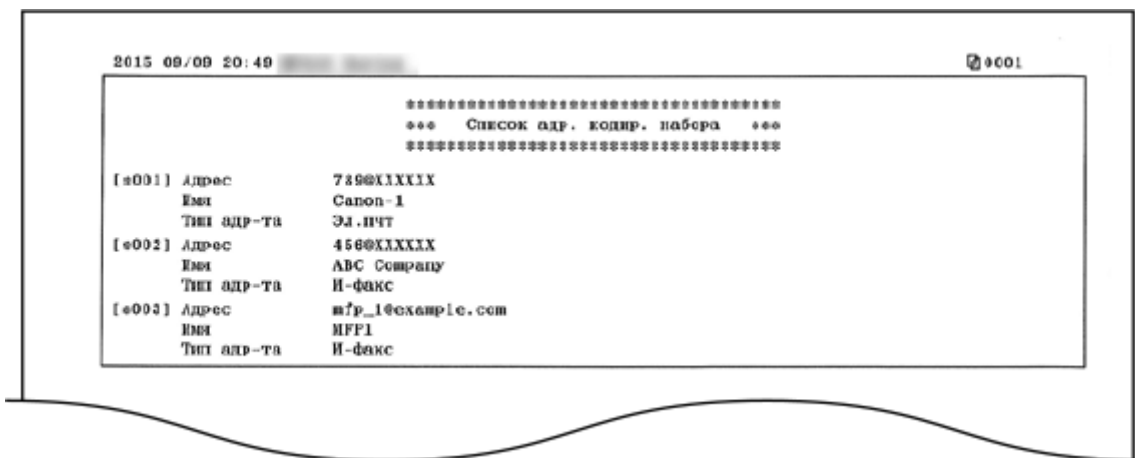 2015 09/09 20:49 0001
************************************
*** Список адр. кодир. набора ***
************************************
[*001] Адрес 789@XXXXXX
Имя Canon-1
Тип адр-та Эл.пчт
[*002] Адрес 456@XXXXXX
Имя ABC Company
Тип адр-та И-факс
[*003] Адрес mfp_1@example.com
Имя MFP1
Тип адр-та И-факс